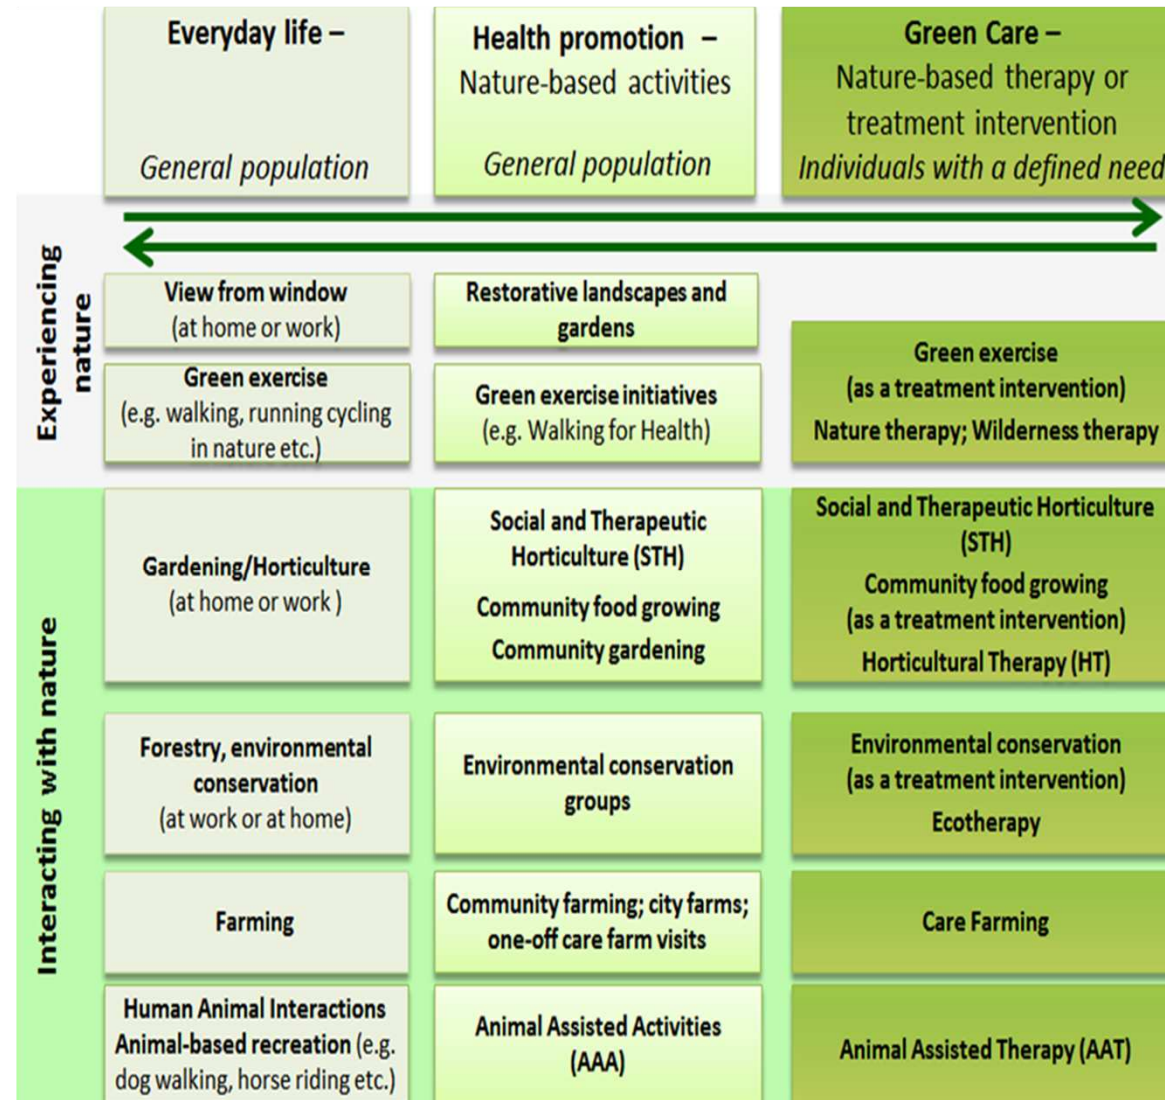 Everyday life –
General population
Health promotion –
Nature-based activities
General population
Green Care –
Nature-based therapy or
treatment intervention
Individuals with a defined need
Experiencing
nature
View from window
(at home or work)
Restorative landscapes and
gardens
Green exercise
(e.g. walking, running cycling
in nature etc.)
Green exercise initiatives
(e.g. Walking for Health)
Green exercise
(as a treatment intervention)
Nature therapy; Wilderness therapy
Interacting with nature
Gardening/Horticulture
(at home or work )
Social and Therapeutic
Horticulture (STH)
Community food growing
Community gardening
Social and Therapeutic Horticulture
(STH)
Community food growing
(as a treatment intervention)
Horticultural Therapy (HT)
Forestry, environmental
conservation
(at work or at home)
Environmental conservation
groups
Environmental conservation
(as a treatment intervention)
Ecotherapy
Farming
Community farming; city farms;
one-off care farm visits
Care Farming
Human Animal Interactions
Animal-based recreation (e.g.
dog walking, horse riding etc.)
Animal Assisted Activities
(AAA)
Animal Assisted Therapy (AAT)